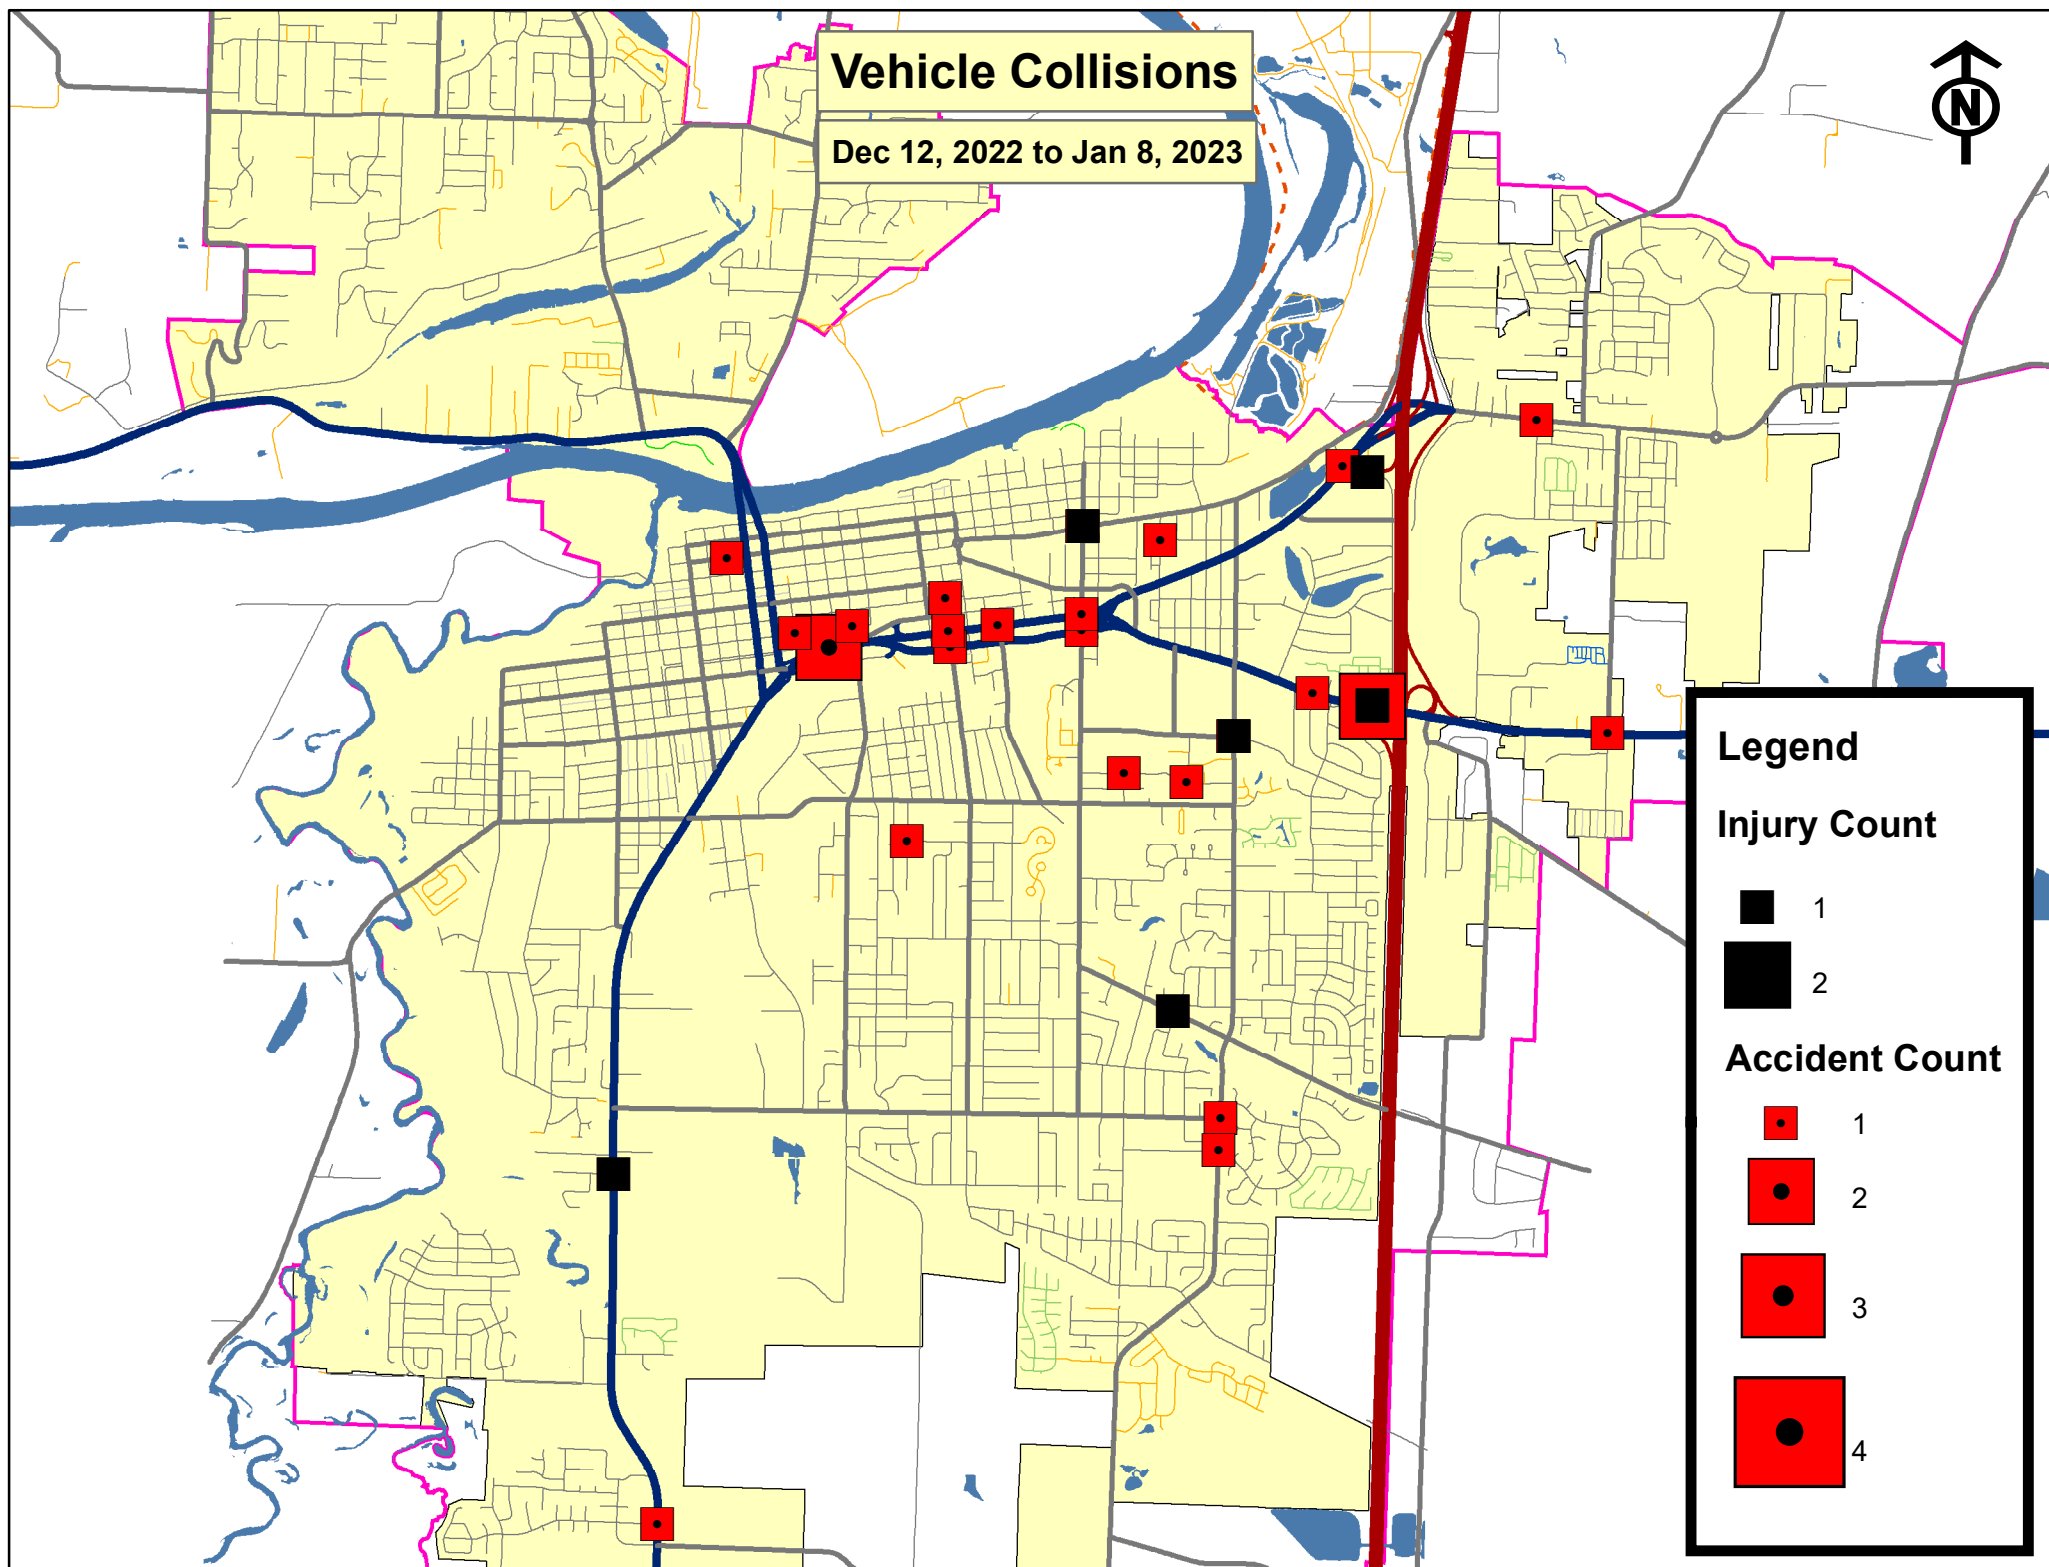 Vehicle Collisions
Dec 12, 2022 to Jan 8, 2023
N
Legend
Injury Count
1
2
Accident Count
1
2
3
4